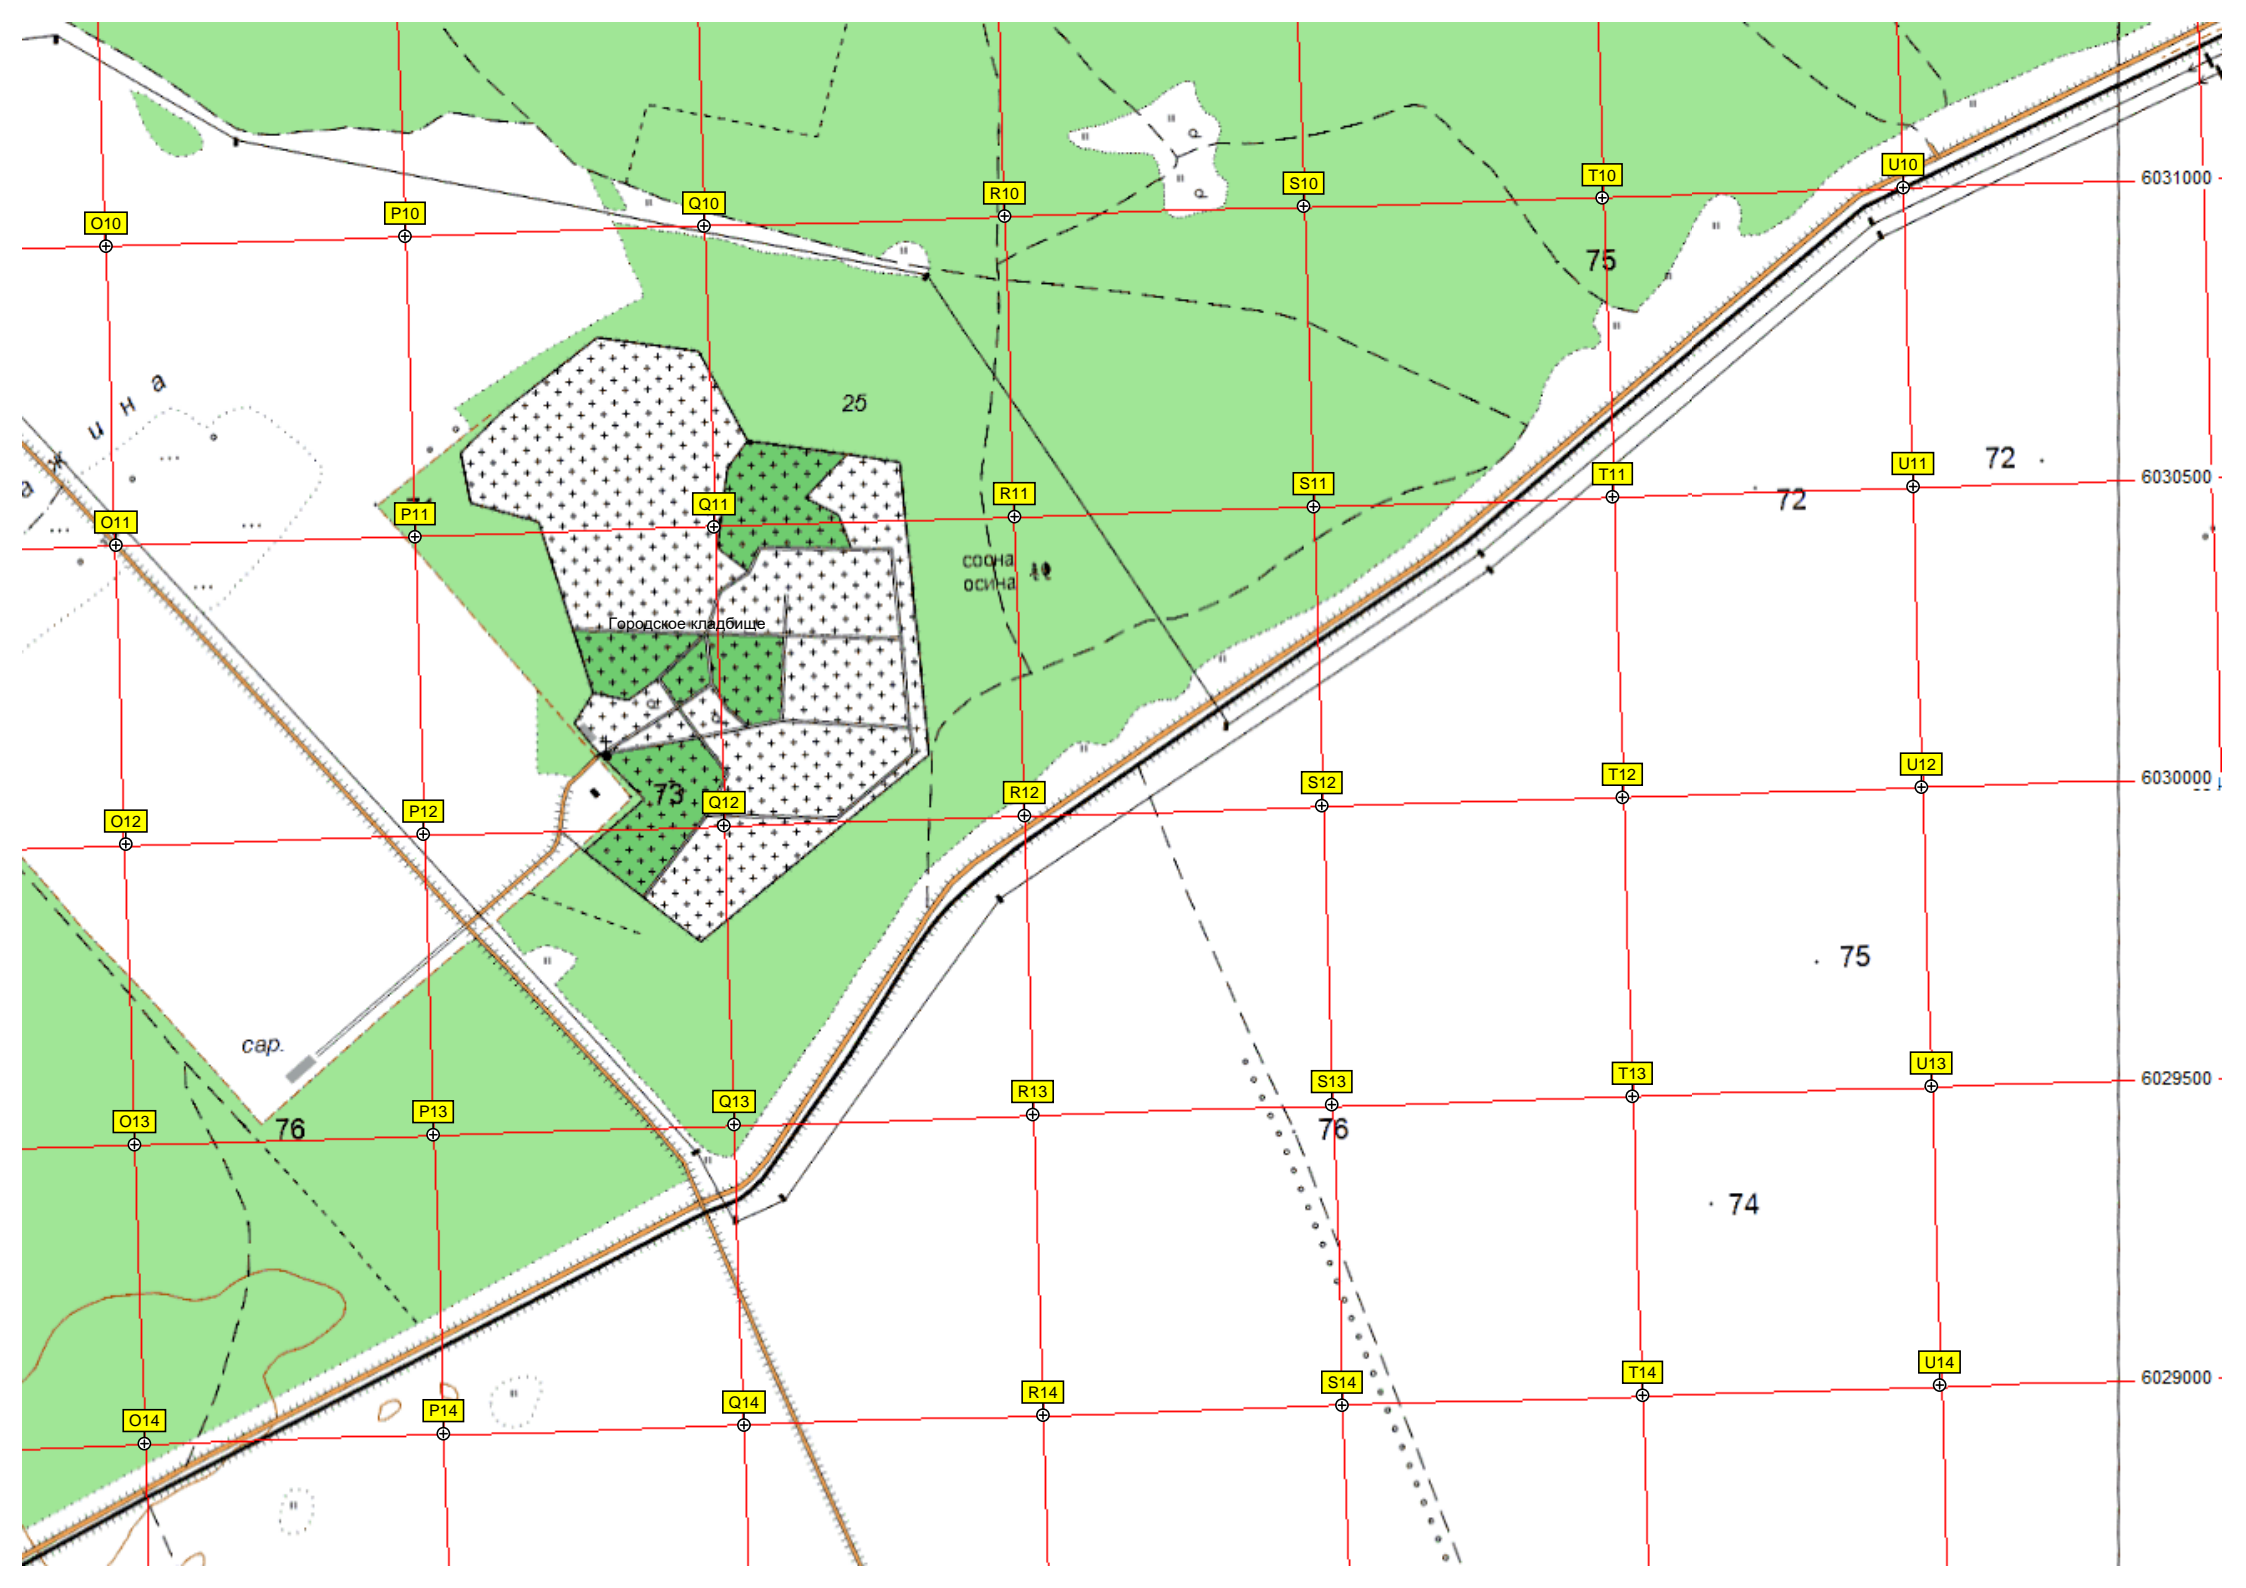 O10 P10 Q10 R10 S10 T10 U10 6031000
75
25
а ж и н а
O11 P11 Q11 R11 S11 T11 U11 6030500
72
72
сосна
осина
Городское кладбище
73
O12 P12 Q12 R12 S12 T12 U12 6030000
75
сар.
O13 P13 Q13 R13 S13 T13 U13 6029500
76
76
74
O14 P14 Q14 R14 S14 T14 U14 6029000